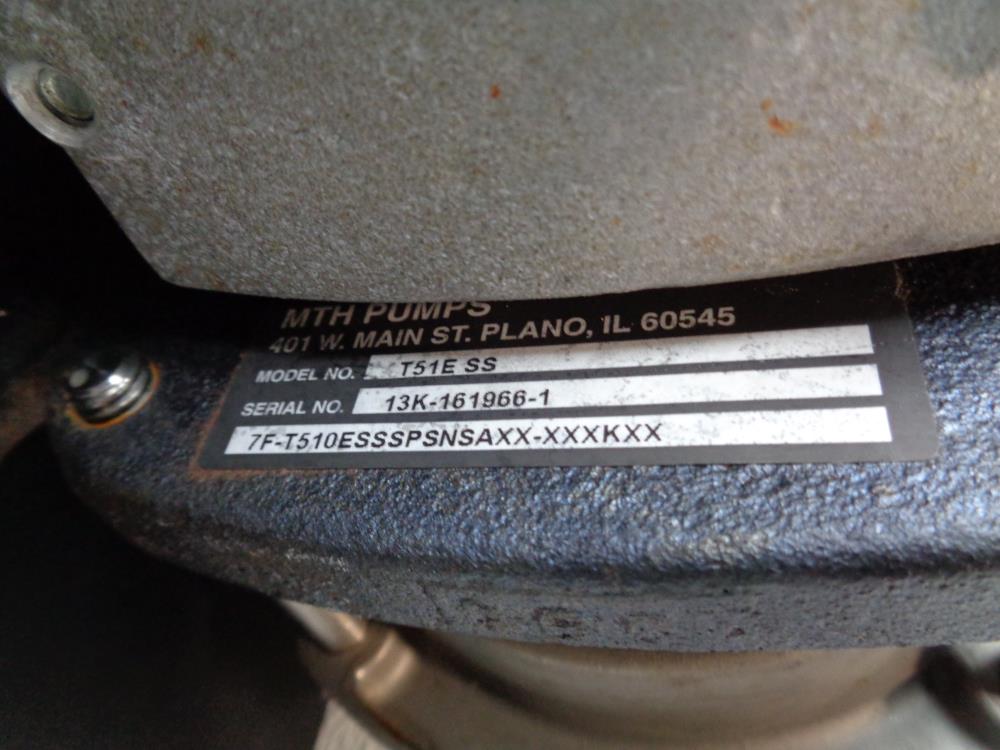 MTH PUMPS
401 W. MAIN ST. PLANO, IL 60545
MODEL NO. T51E SS
SERIAL NO. 13K-161966-1
7F-T510ESSSPSNSAXX-XXXKXX